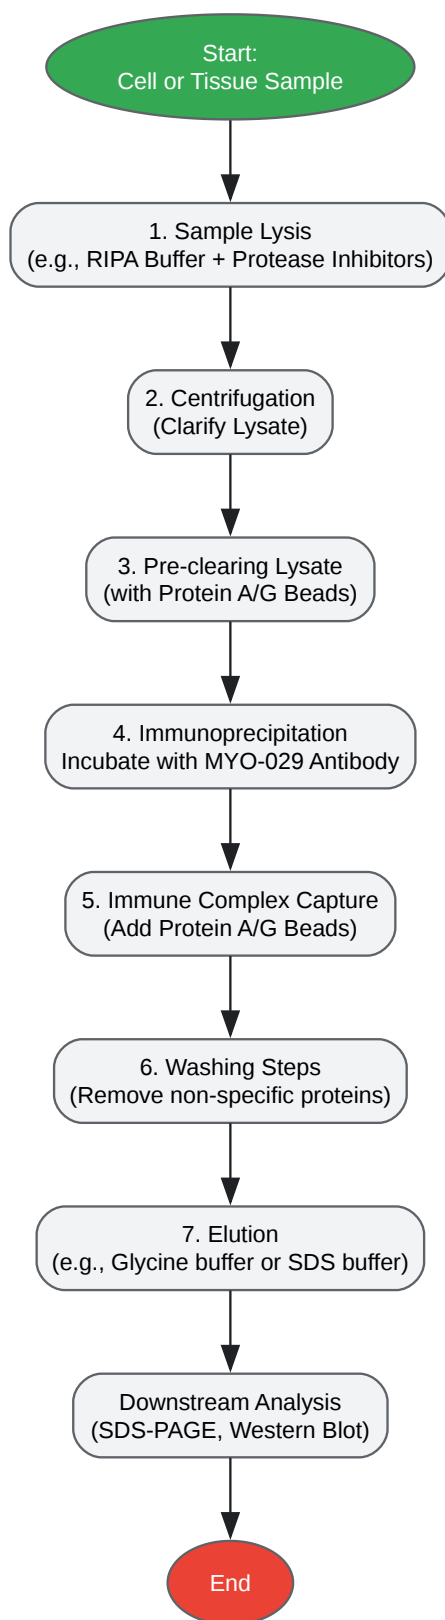 Start:
Cell or Tissue Sample
1. Sample Lysis
(e.g., RIPA Buffer + Protease Inhibitors)
2. Centrifugation
(Clarify Lysate)
3. Pre-clearing Lysate
(with Protein A/G Beads)
4. Immunoprecipitation
Incubate with MYO-029 Antibody
5. Immune Complex Capture
(Add Protein A/G Beads)
6. Washing Steps
(Remove non-specific proteins)
7. Elution
(e.g., Glycine buffer or SDS buffer)
Downstream Analysis
(SDS-PAGE, Western Blot)
End